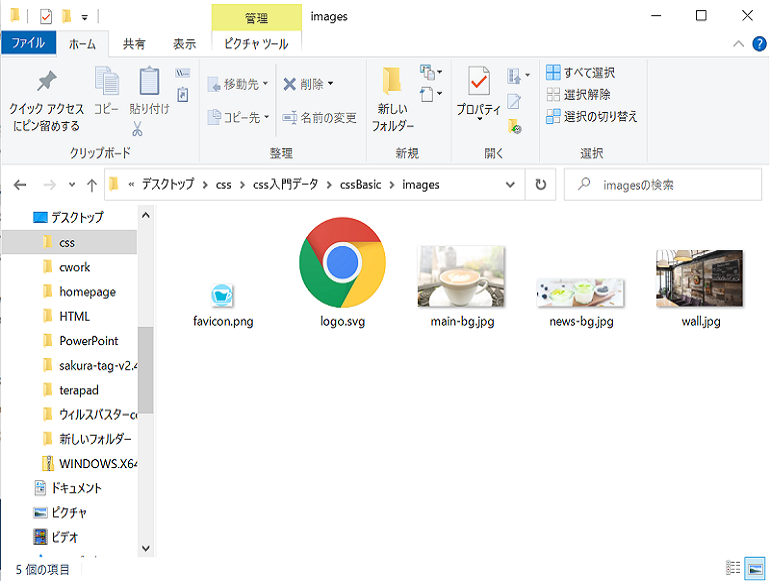 管理
images
ファイル
ホーム
共有
表示
ピクチャ ツール
クイック アクセス
にピン留めする
コピー
貼り付け
移動先
コピー先
削除
名前の変更
新しい
フォルダー
プロパティ
すべて選択
選択解除
選択の切り替え
クリップボード
整理
新規
開く
選択
« デスクトップ > css > css入門データ > cssBasic > images
imagesの検索
デスクトップ
css
cwork
homepage
HTML
PowerPoint
sakura-tag-v2.4
terapad
ウィルスバスターco
新しいフォルダー
WINDOWS.X64
ドキュメント
ピクチャ
ビデオ
favicon.png
logo.svg
main-bg.jpg
news-bg.jpg
wall.jpg
5 個の項目